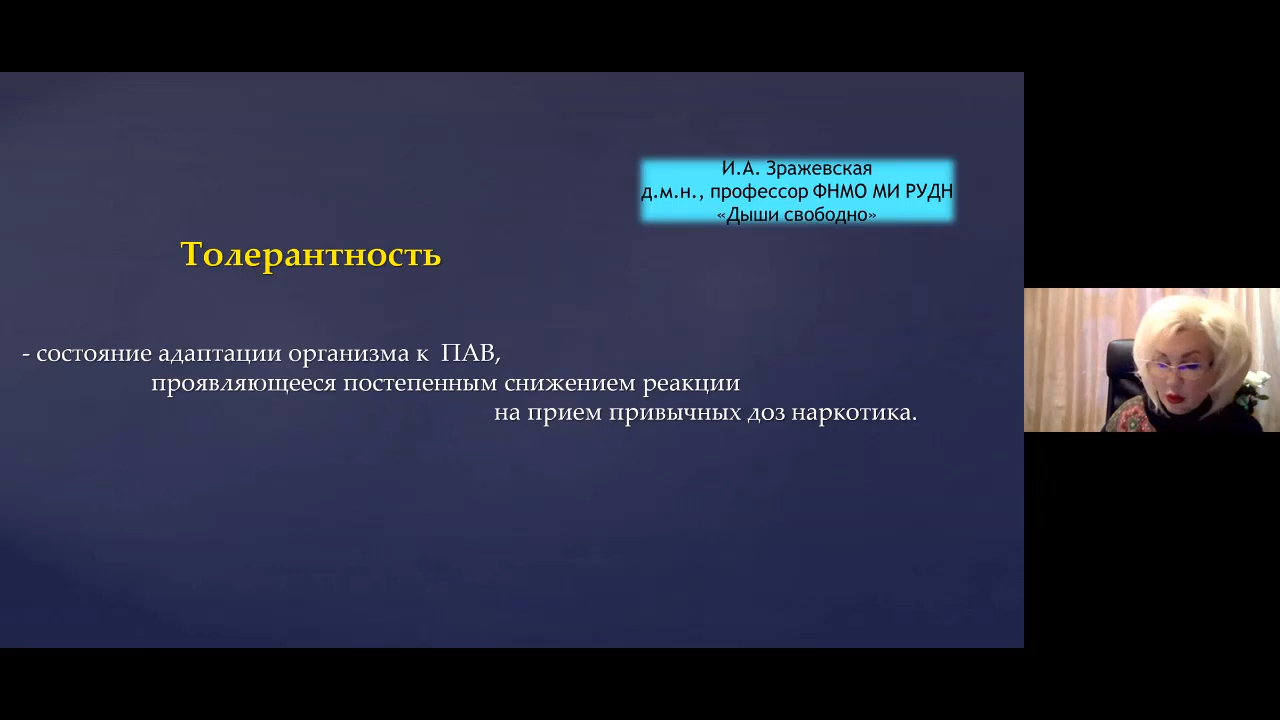 И.А. Зражевская
д.м.н., профессор ФНМО МИ РУДН
«Дыши свободно»
Толерантность
- состояние адаптации организма к ПАВ,
проявляющееся постепенным снижением реакции
на прием привычных доз наркотика.